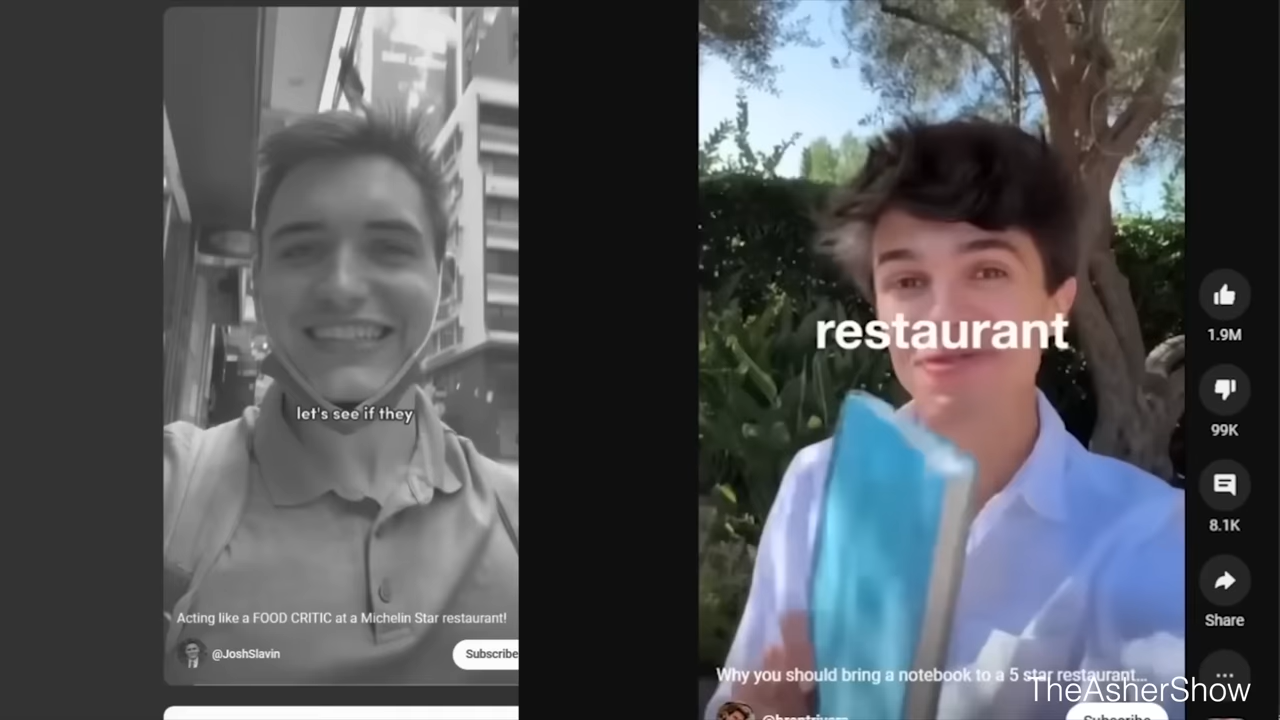 let's see if they
Acting like a FOOD CRITIC at a Michelin Star restaurant!
@JoshSlavin
Subscribe
restaurant
Why you should bring a notebook to a 5 star restaurant...
Subscribe
1.9M
99K
8.1K
Share
TheAsherShow